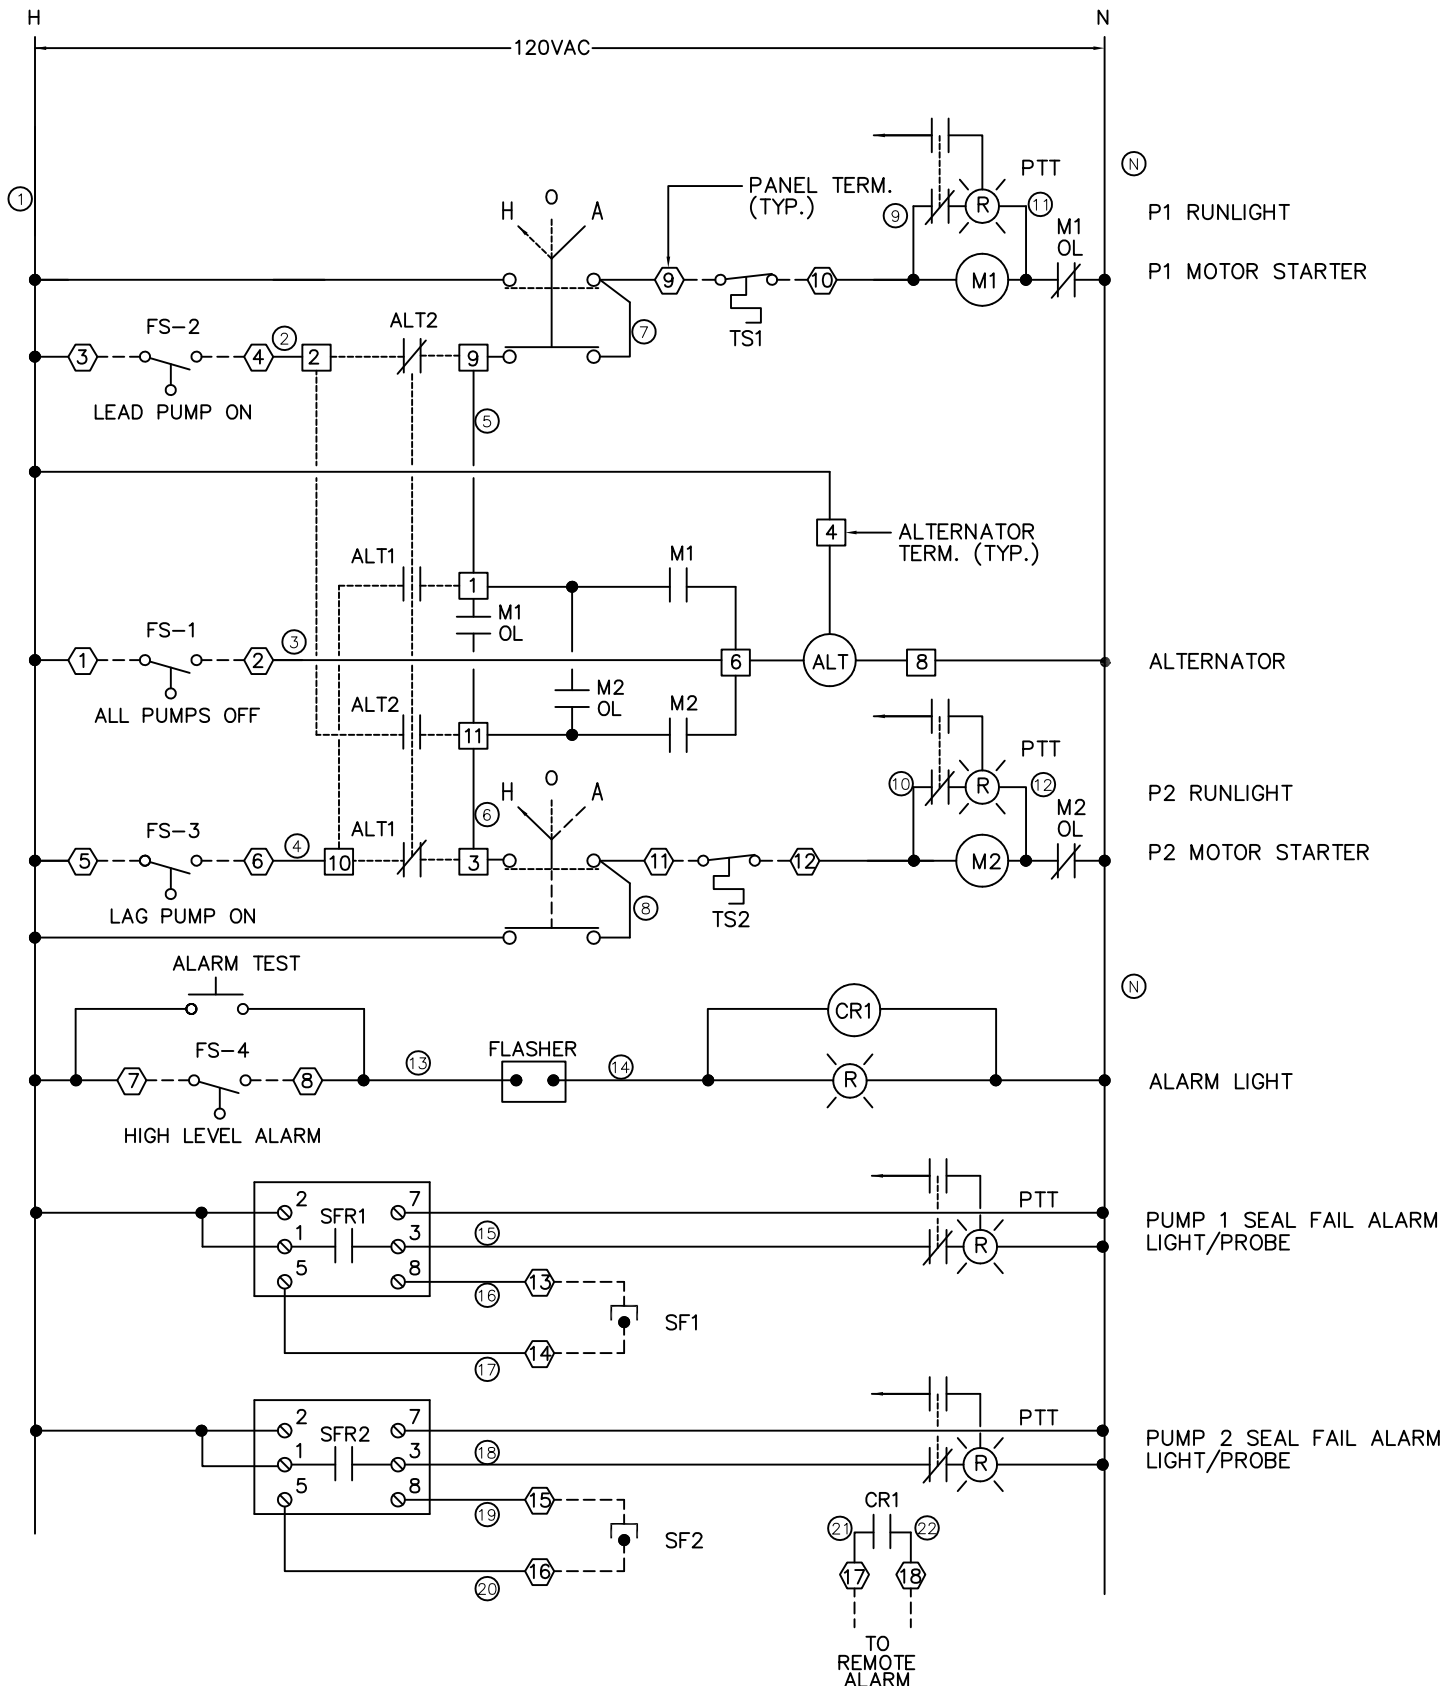 H
N
120VAC
1
N
PTT
PANEL TERM.
(TYP.)
H O A
9 R 11
P1 RUNLIGHT
M1
OL
9 TS1 10 M1
P1 MOTOR STARTER
7
FS-2
ALT2
3 4 2 2 9
LEAD PUMP ON
5
4
ALTERNATOR
TERM. (TYP.)
ALT1
1
M1
M1
OL
FS-1
1 2 3
6 ALT 8
ALTERNATOR
ALL PUMPS OFF
M2
OL
ALT2
11
M2
PTT
H O A
10 R 12
P2 RUNLIGHT
M2
OL
6
FS-3
ALT1
5 6 4 10 3
11 TS2 12 M2
P2 MOTOR STARTER
LAG PUMP ON
8
ALARM TEST
N
CR1
FS-4
FLASHER
7 8 13 14 R
ALARM LIGHT
HIGH LEVEL ALARM
2 SFR1 7
PTT
1 3 15 R
PUMP 1 SEAL FAIL ALARM
LIGHT/PROBE
5 8 16 13
SF1
17 14
2 SFR2 7
PTT
1 3 18 R
PUMP 2 SEAL FAIL ALARM
LIGHT/PROBE
5 8 19 15
SF2
20 16
CR1
21 22
17 18
TO
REMOTE
ALARM